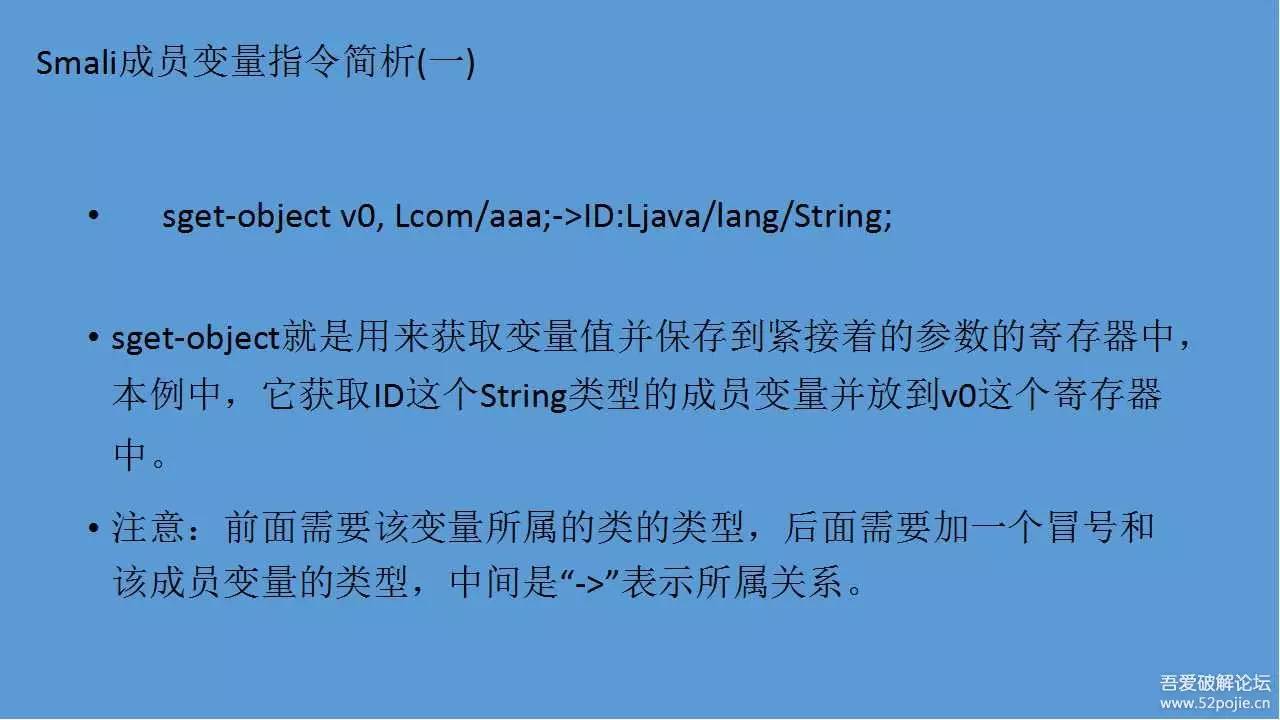 Smali成员变量指令简析(一)
• sget-object v0, Lcom/aaa;->ID:Ljava/lang/String;
• sget-object就是用来获取变量值并保存到紧接着的参数的寄存器中，
本例中，它获取ID这个String类型的成员变量并放到v0这个寄存器
中。
• 注意：前面需要该变量所属的类的类型，后面需要加一个冒号和
该成员变量的类型，中间是“->”表示所属关系。
吾爱破解论坛
www.52pojie.cn